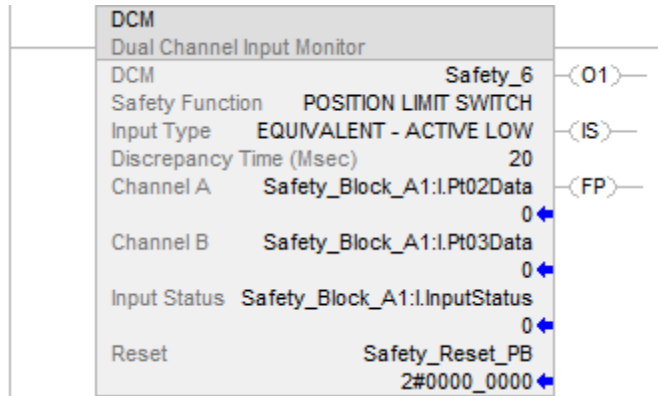 DCM
Dual Channel Input Monitor
DCM Safety_6 O1
Safety Function POSITION LIMIT SWITCH
Input Type EQUIVALENT - ACTIVE LOW IS
Discrepancy Time (Msec) 20
Channel A Safety_Block_A1:I.Pt02Data FP
0
Channel B Safety_Block_A1:I.Pt03Data
0
Input Status Safety_Block_A1:I.InputStatus
0
Reset Safety_Reset_PB
2#0000_0000